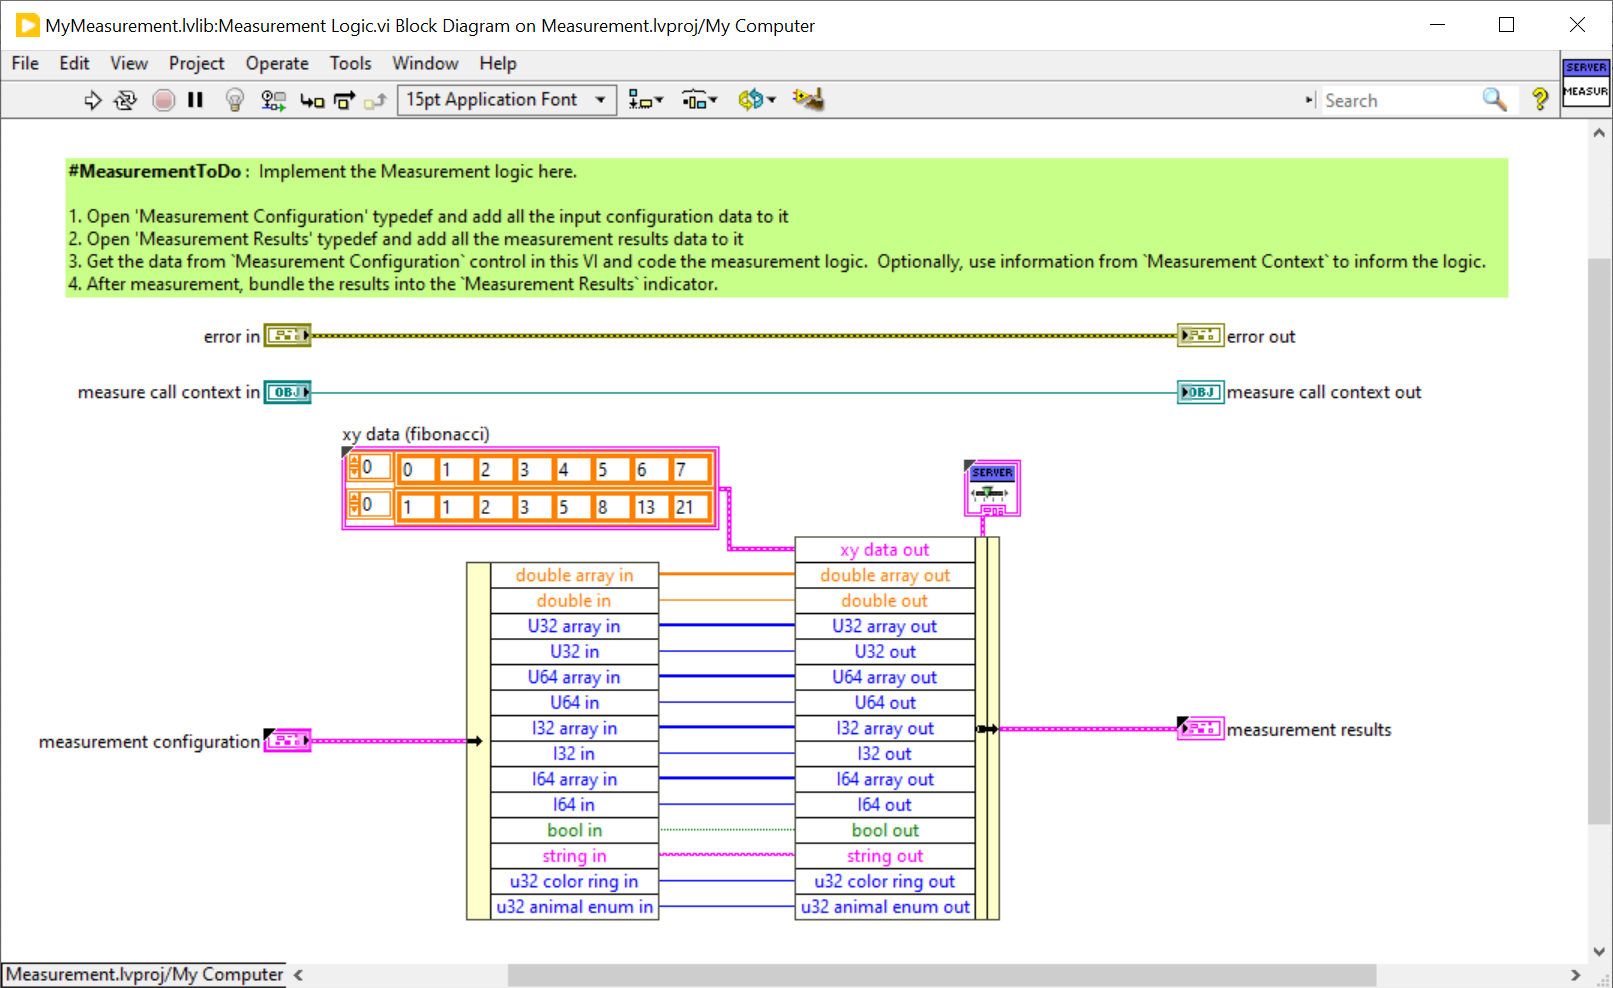 MyMeasurement.lvlib:Measurement Logic.vi Block Diagram on Measurement.lvproj/My Computer
File Edit View Project Operate Tools Window Help
15pt Application Font
Search
SERVER
MEASUR
#MeasurementToDo : Implement the Measurement logic here.
1. Open 'Measurement Configuration' typedef and add all the input configuration data to it
2. Open 'Measurement Results' typedef and add all the measurement results data to it
3. Get the data from `Measurement Configuration` control in this VI and code the measurement logic. Optionally, use information from `Measurement Context` to inform the logic.
4. After measurement, bundle the results into the `Measurement Results` indicator.
error in
error out
measure call context in OBJ
OBJ measure call context out
xy data (fibonacci)
0 0 1 2 3 4 5 6 7
0 1 1 2 3 5 8 13 21
SERVER
xy data out
double array in double array out
double in double out
U32 array in U32 array out
U32 in U32 out
U64 array in U64 array out
U64 in U64 out
I32 array in I32 array out
I32 in I32 out
I64 array in I64 array out
I64 in I64 out
bool in bool out
string in string out
u32 color ring in u32 color ring out
u32 animal enum in u32 animal enum out
measurement configuration
measurement results
Measurement.lvproj/My Computer